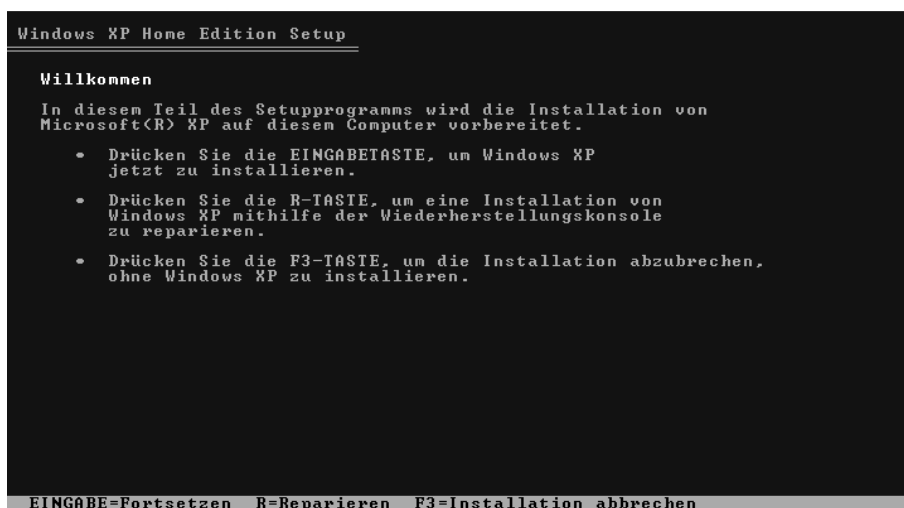 Windows XP Home Edition Setup
Willkommen
In diesem Teil des Setupprogramms wird die Installation von
Microsoft(R) XP auf diesem Computer vorbereitet.
• Drücken Sie die EINGABETASTE, um Windows XP
jetzt zu installieren.
• Drücken Sie die R-TASTE, um eine Installation von
Windows XP mithilfe der Wiederherstellungskonsole
zu reparieren.
• Drücken Sie die F3-TASTE, um die Installation abzubrechen,
ohne Windows XP zu installieren.
EINGABE=Fortsetzen R=Reparieren F3=Installation abbrechen